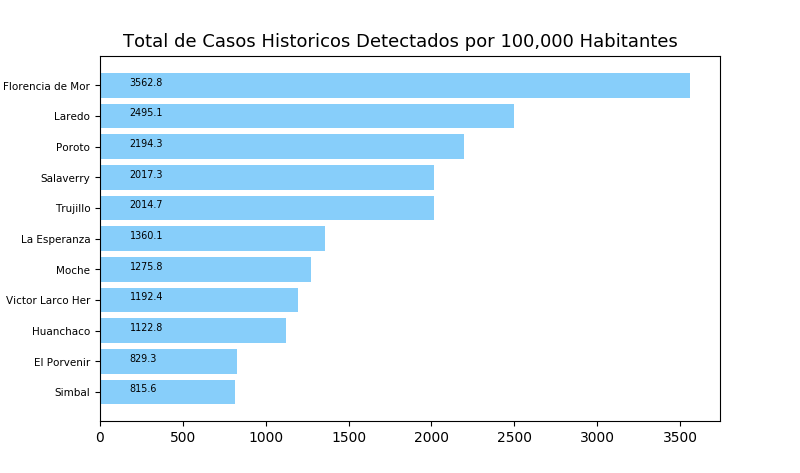 Total de Casos Historicos Detectados por 100,000 Habitantes
Florencia de Mor 3562.8
Laredo 2495.1
Poroto 2194.3
Salaverry 2017.3
Trujillo 2014.7
La Esperanza 1360.1
Moche 1275.8
Victor Larco Her 1192.4
Huanchaco 1122.8
El Porvenir 829.3
Simbal 815.6
0 500 1000 1500 2000 2500 3000 3500